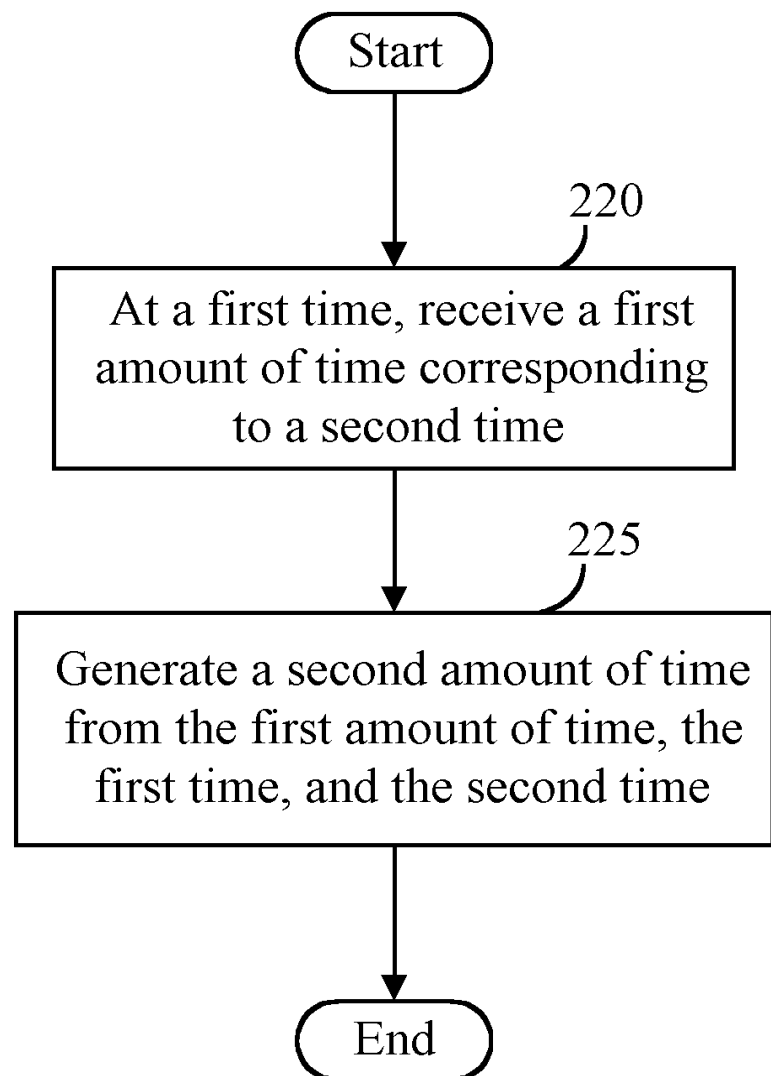 Start
220
At a first time, receive a first
amount of time corresponding
to a second time
225
Generate a second amount of time
from the first amount of time, the
first time, and the second time
End